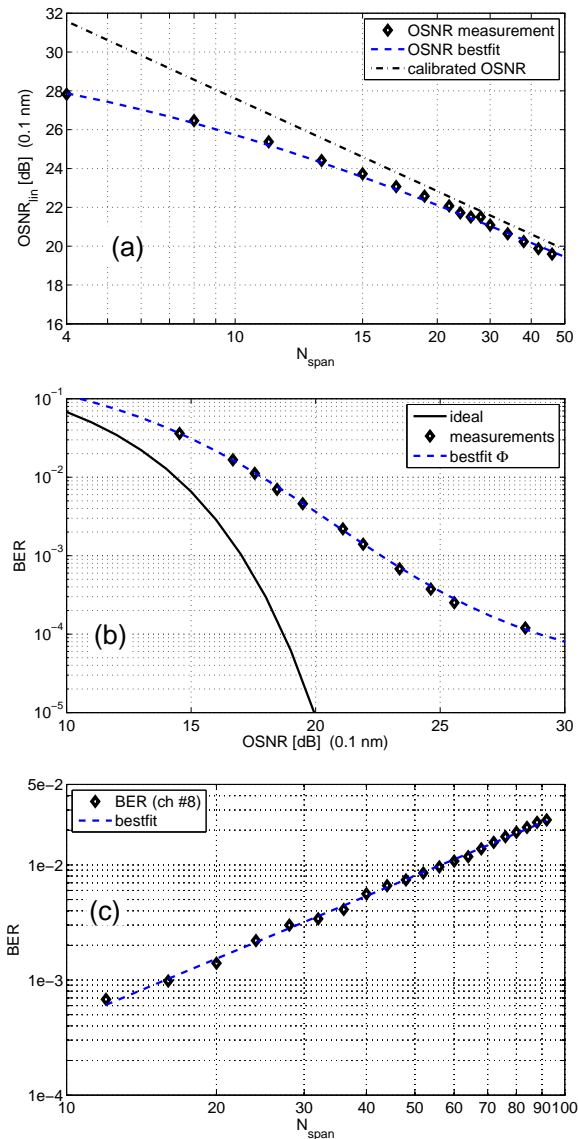 32
30
28
26
24
22
20
18
16
OSNR_lin [dB] (0.1 nm)
OSNR measurement
OSNR bestfit
calibrated OSNR
(a)
4 10 15 20 30 40 50
N_span
10^-1
10^-2
10^-3
10^-4
10^-5
BER
ideal
measurements
bestfit Φ
(b)
10 15 20 25 30
OSNR [dB] (0.1 nm)
5e-2
1e-2
1e-3
1e-4
BER
BER (ch #8)
bestfit
(c)
10 20 30 40 50 60 70 80 90 100
N_span